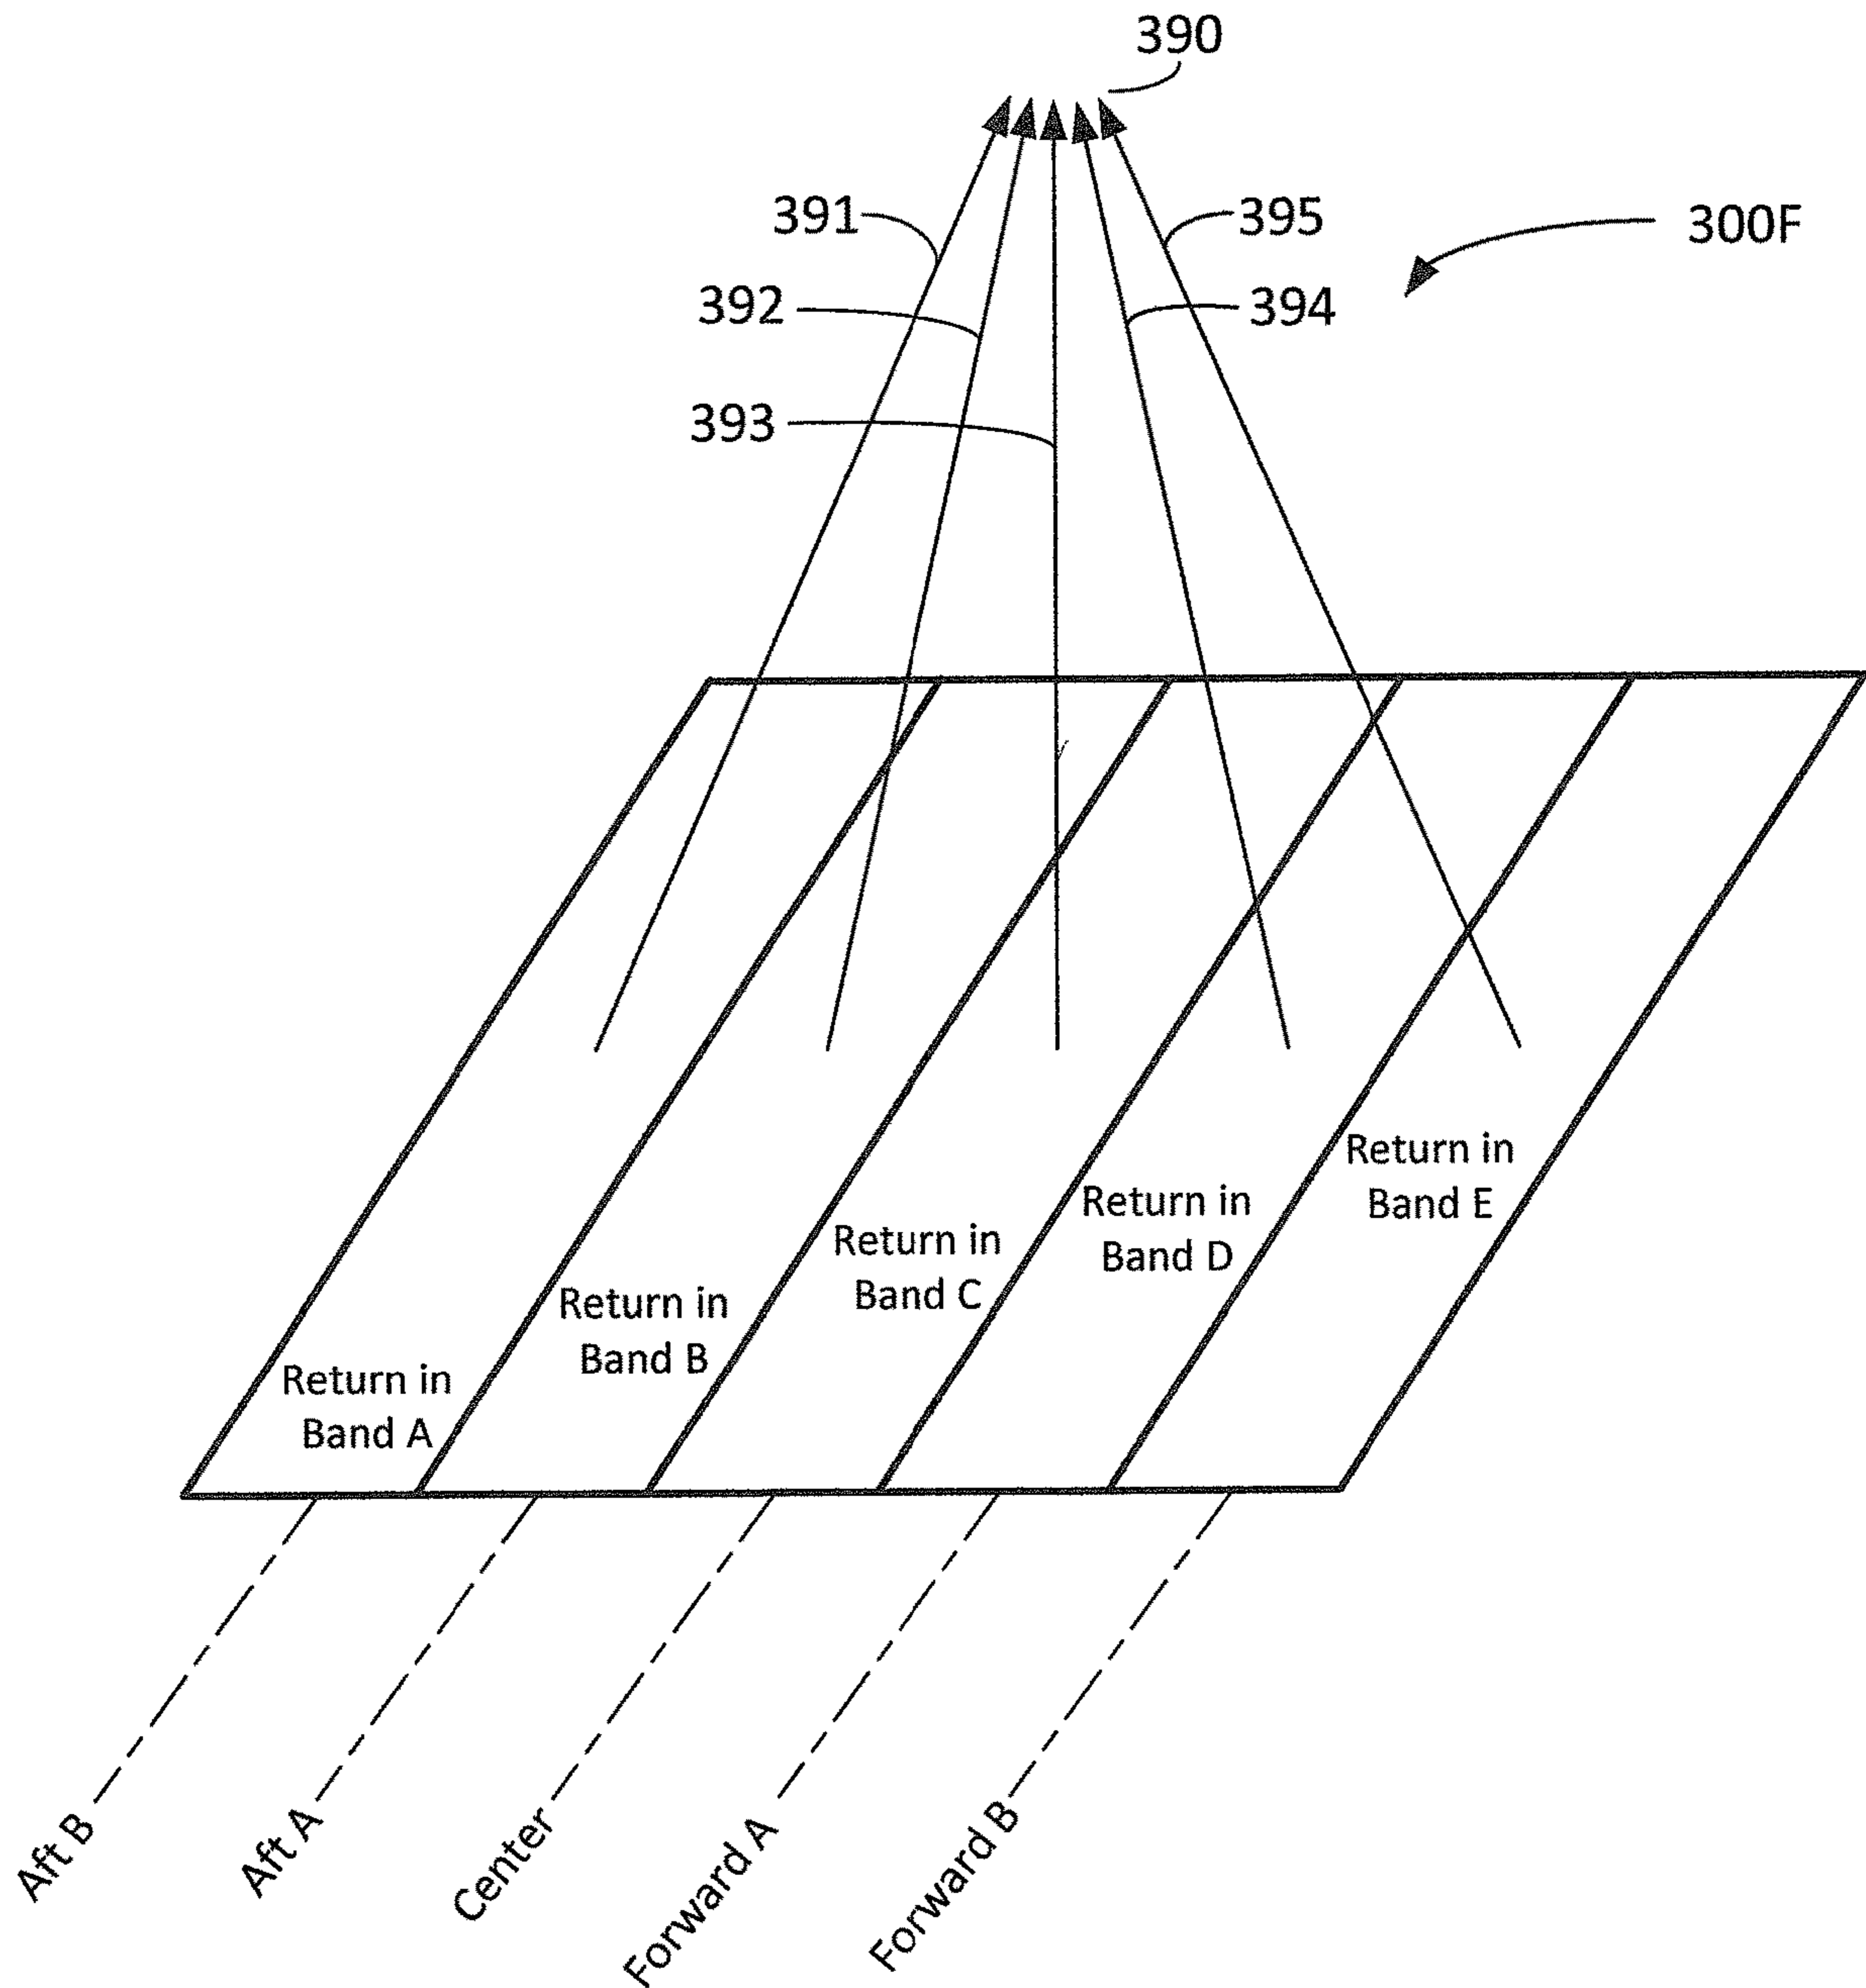 390
391
395
300F
392
394
393
Return in
Band E
Return in
Band D
Return in
Band C
Return in
Band B
Return in
Band A
Aft B
Aft A
Center
Forward A
Forward B